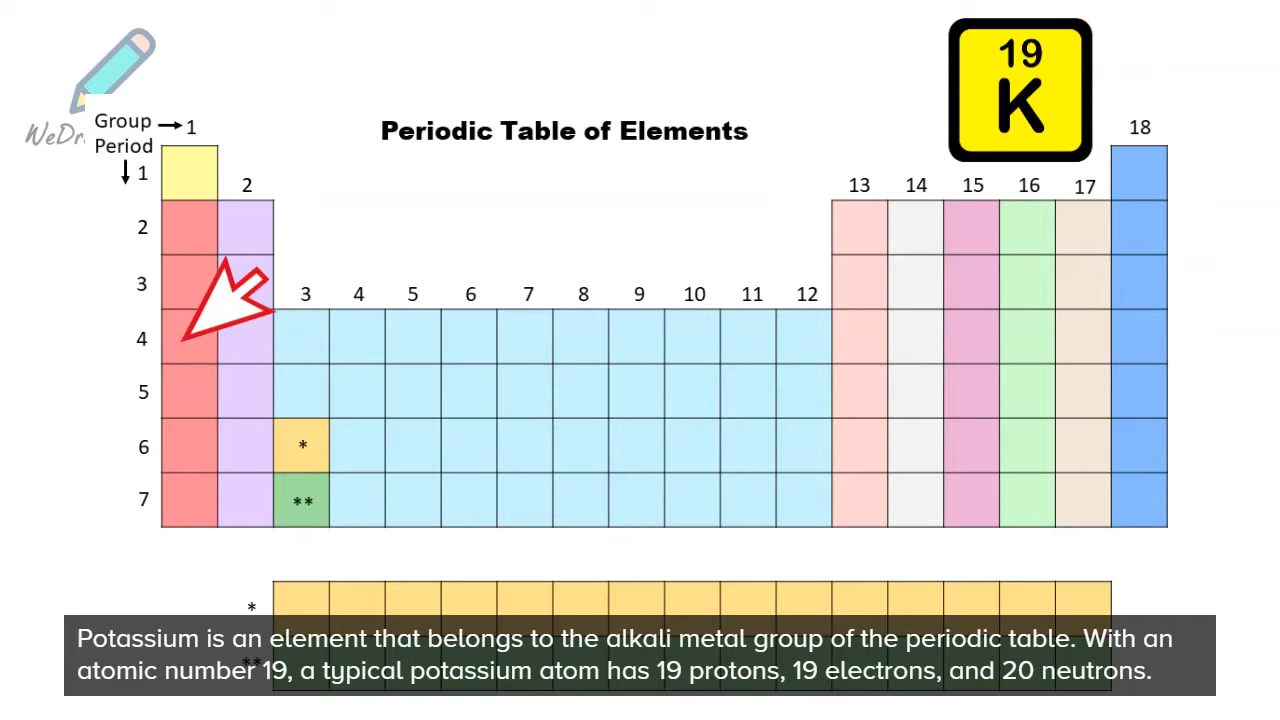 19
K
WeDr
Group → 1
Period
Periodic Table of Elements
18
1
2
13 14 15 16 17
2
3
3 4 5 6 7 8 9 10 11 12
4
5
6 *
7 **
*
**
Potassium is an element that belongs to the alkali metal group of the periodic table. With an
atomic number 19, a typical potassium atom has 19 protons, 19 electrons, and 20 neutrons.